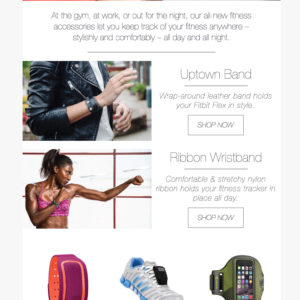 At the gym, at work, or out for the night, our all-new fitness
accessories let you keep track of your fitness anywhere –
stylishly and comfortably – all day and all night.
Uptown Band
Wrap-around leather band holds
your Fitbit Flex in style.
SHOP NOW
Ribbon Wristband
Comfortable & stretchy nylon
ribbon holds your fitness tracker in
place all day.
SHOP NOW